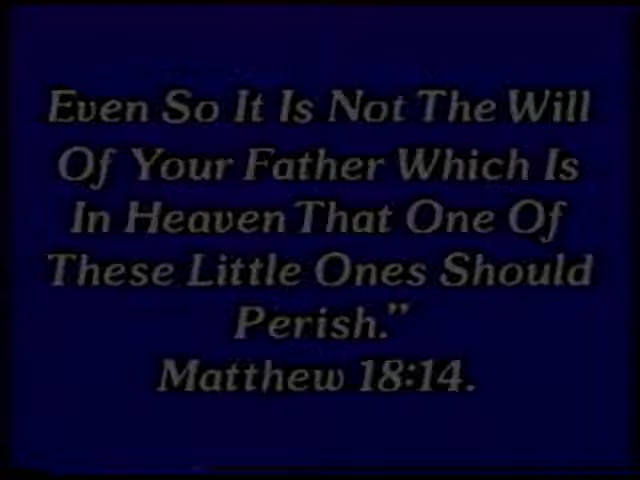 Even So It Is Not The Will
Of Your Father Which Is
In Heaven That One Of
These Little Ones Should
Perish.”
Matthew 18:14.